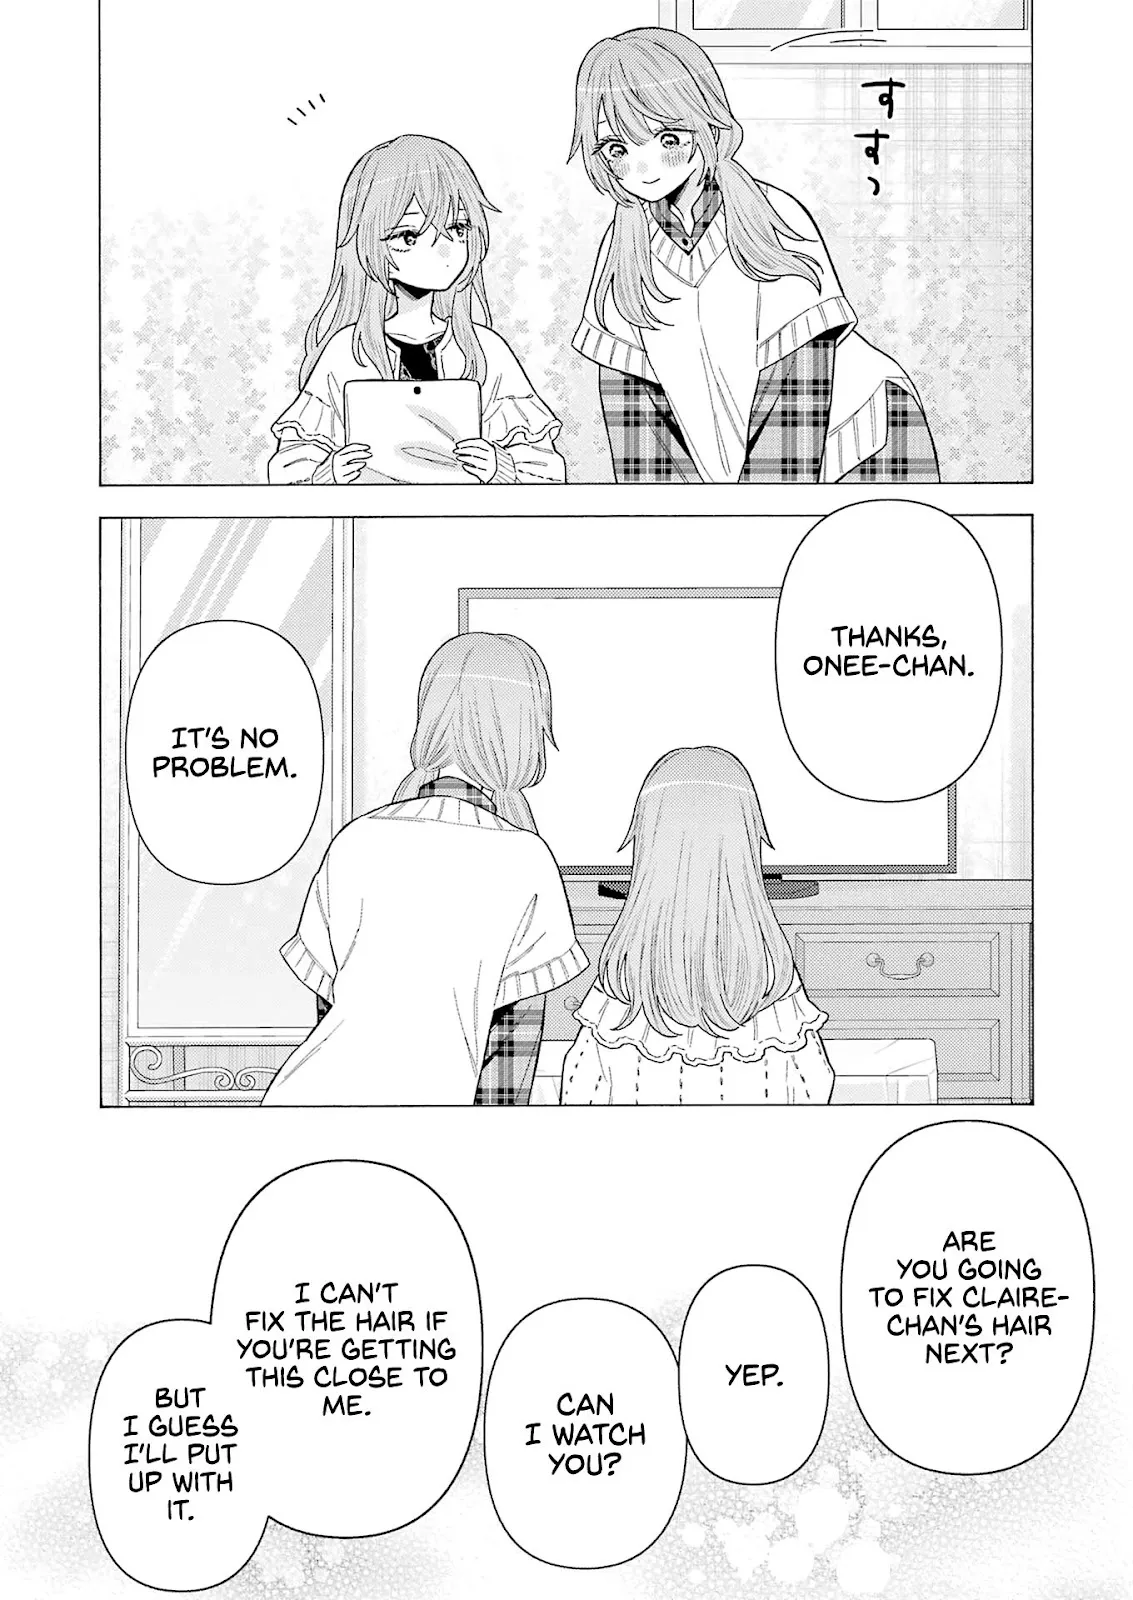 すすっ
THANKS,
ONEE-CHAN.
IT'S NO
PROBLEM.
ARE
YOU GOING
TO FIX CLAIRE-
CHAN'S HAIR
NEXT?
YEP.
CAN
I WATCH
YOU?
I CAN'T
FIX THE HAIR IF
YOU'RE GETTING
THIS CLOSE TO
ME.
BUT
I GUESS
I'LL PUT
UP WITH
IT.